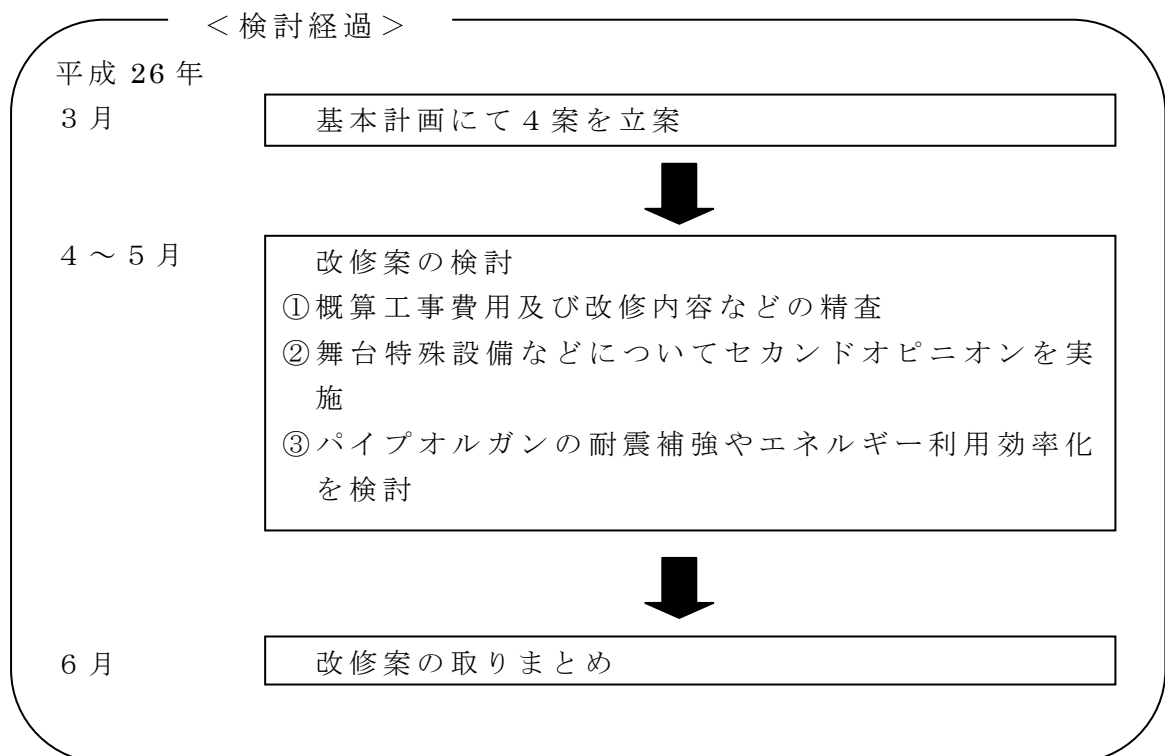 ＜検討経過＞
平成 26 年
３月
基本計画にて４案を立案
４～５月
改修案の検討
①概算工事費用及び改修内容などの精査
②舞台特殊設備などについてセカンドオピニオンを実
施
③パイプオルガンの耐震補強やエネルギー利用効率化
を検討
６月
改修案の取りまとめ